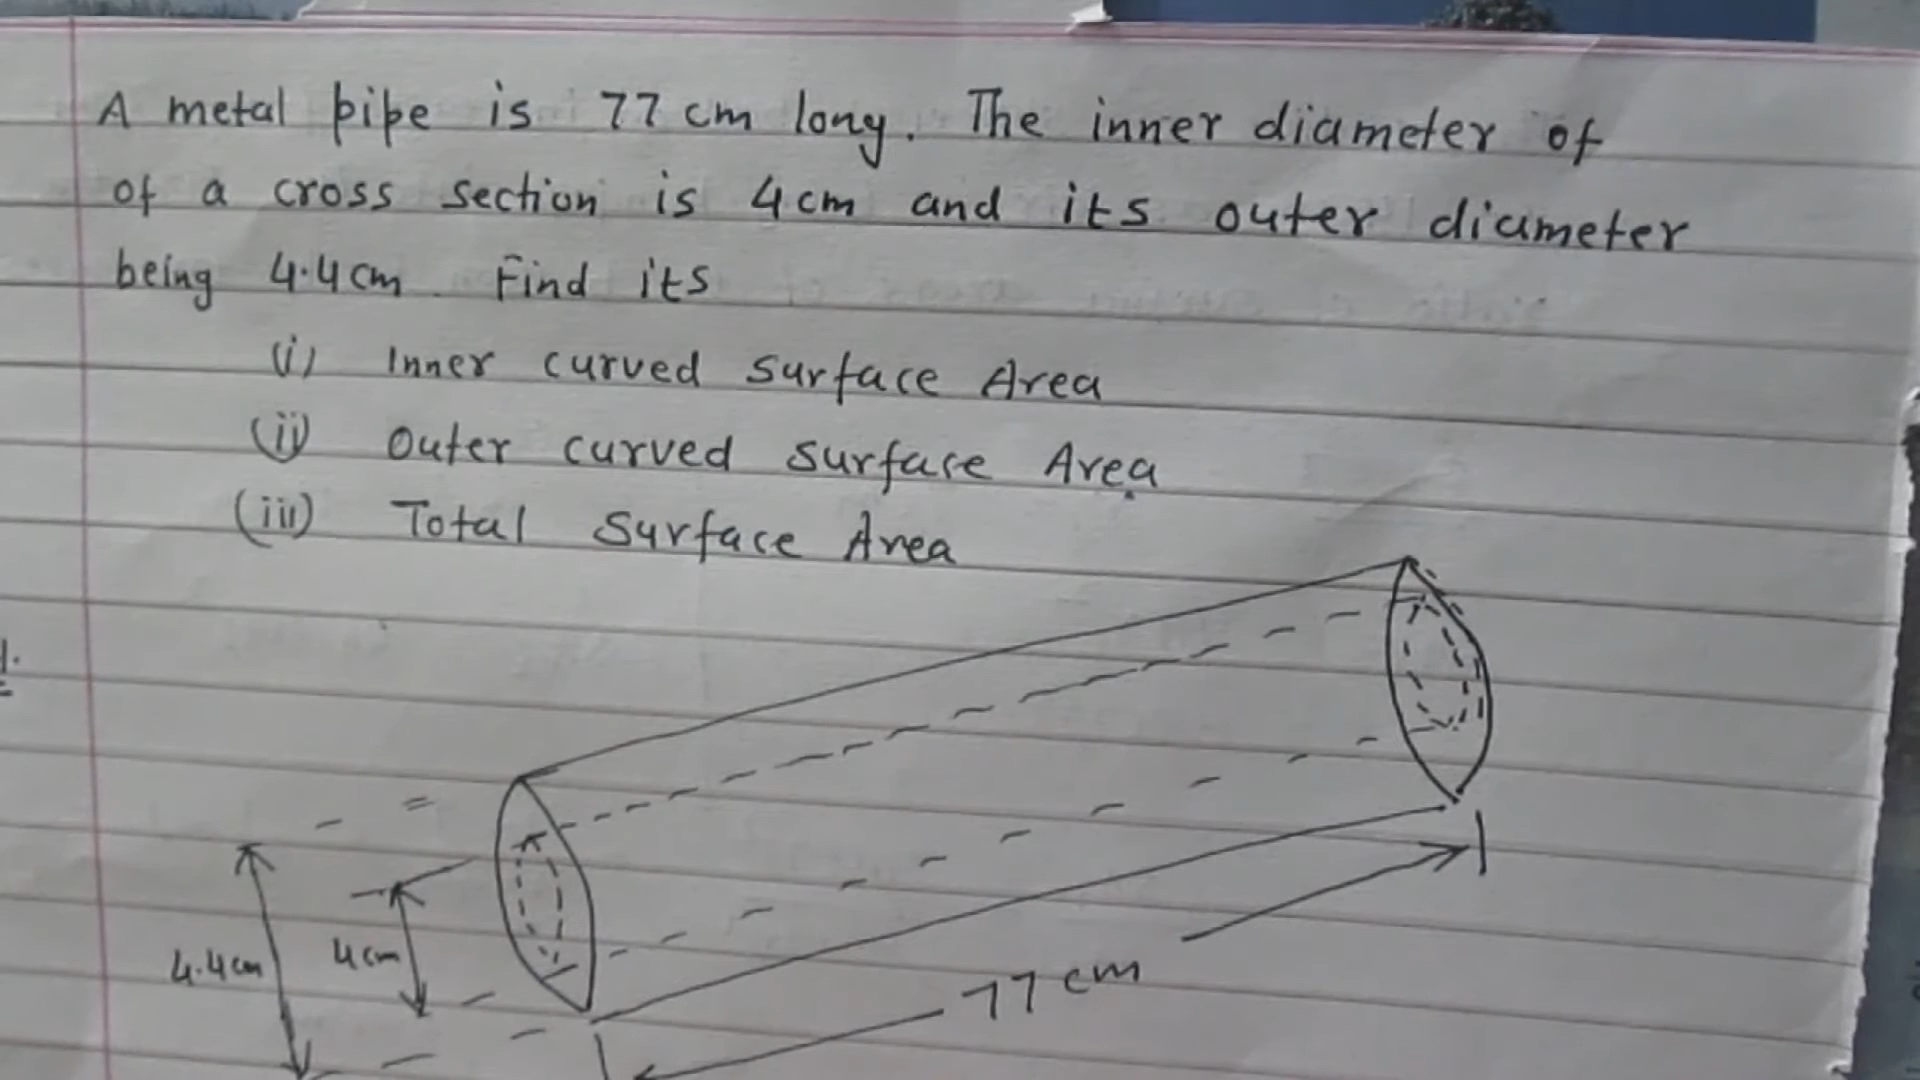 A metal pipe is 77 cm long. The inner diameter of
of a cross section is 4 cm and its outer diameter
being 4.4 cm. Find its
(i) Inner curved surface Area
(ii) Outer curved surface Area
(iii) Total surface Area
4.4 cm
4 cm
77 cm